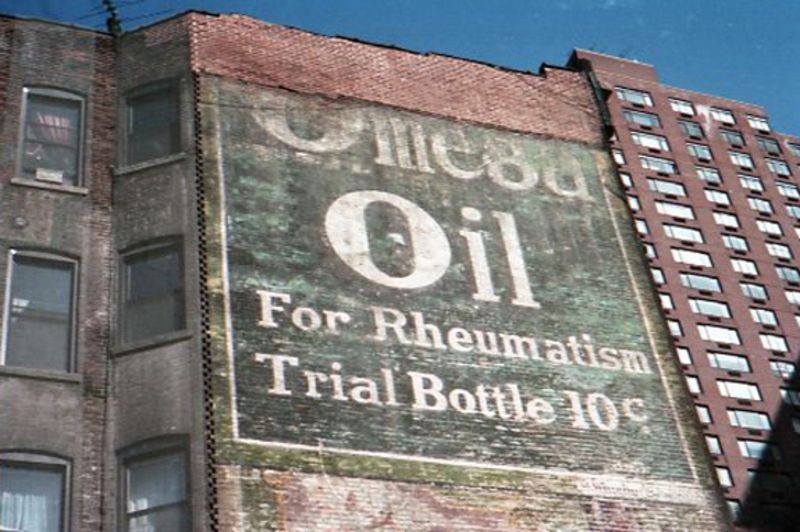 Omega
Oil
For Rheumatism
Trial Bottle 10c